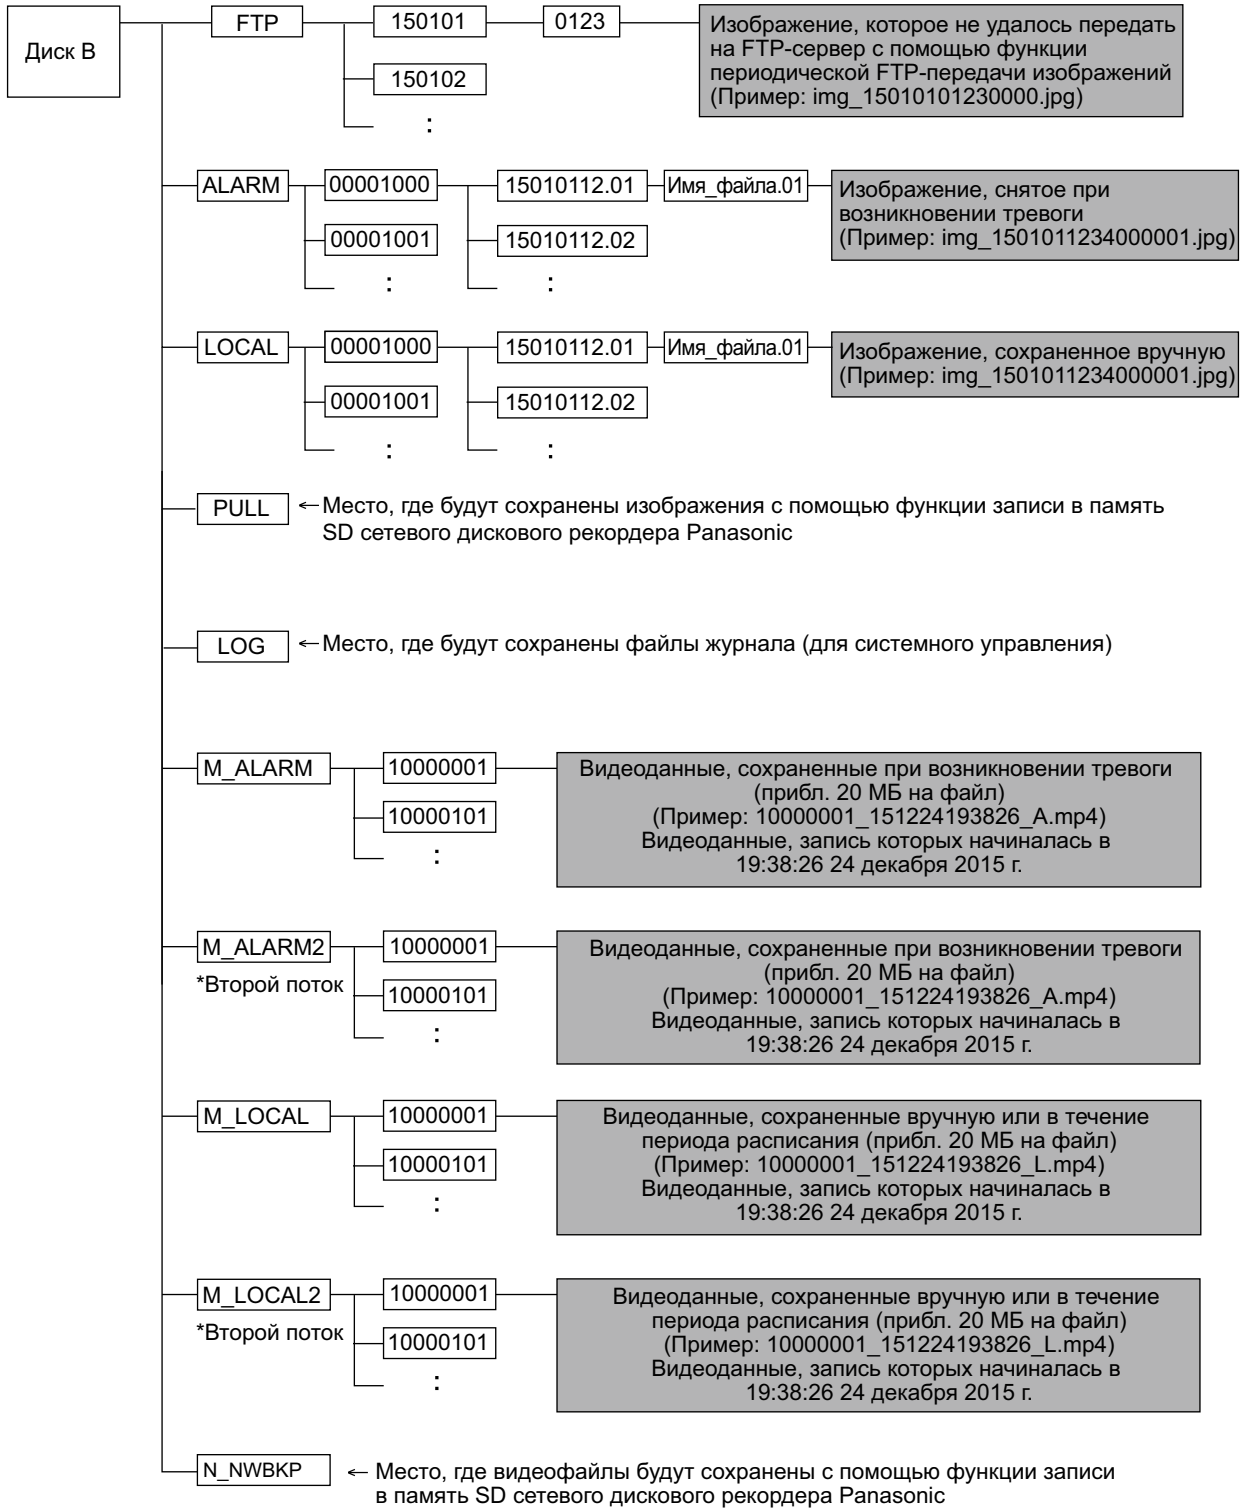 Диск B
FTP
150101
0123
Изображение, которое не удалось передать
на FTP-сервер с помощью функции
периодической FTP-передачи изображений
(Пример: img_15010101230000.jpg)
150102
:
ALARM
00001000
15010112.01
Имя_файла.01
Изображение, снятое при
возникновении тревоги
(Пример: img_1501011234000001.jpg)
00001001
15010112.02
:
:
LOCAL
00001000
15010112.01
Имя_файла.01
Изображение, сохраненное вручную
(Пример: img_1501011234000001.jpg)
00001001
15010112.02
:
:
PULL
← Место, где будут сохранены изображения с помощью функции записи в память
SD сетевого дискового рекордера Panasonic
LOG
← Место, где будут сохранены файлы журнала (для системного управления)
M_ALARM
10000001
Видеоданные, сохраненные при возникновении тревоги
(прибл. 20 МБ на файл)
(Пример: 10000001_151224193826_A.mp4)
Видеоданные, запись которых начиналась в
19:38:26 24 декабря 2015 г.
10000101
:
M_ALARM2
*Второй поток
10000001
Видеоданные, сохраненные при возникновении тревоги
(прибл. 20 МБ на файл)
(Пример: 10000001_151224193826_A.mp4)
Видеоданные, запись которых начиналась в
19:38:26 24 декабря 2015 г.
10000101
:
M_LOCAL
10000001
Видеоданные, сохраненные вручную или в течение
периода расписания (прибл. 20 МБ на файл)
(Пример: 10000001_151224193826_L.mp4)
Видеоданные, запись которых начиналась в
19:38:26 24 декабря 2015 г.
10000101
:
M_LOCAL2
*Второй поток
10000001
Видеоданные, сохраненные вручную или в течение
периода расписания (прибл. 20 МБ на файл)
(Пример: 10000001_151224193826_L.mp4)
Видеоданные, запись которых начиналась в
19:38:26 24 декабря 2015 г.
10000101
:
N_NWBKP
← Место, где видеофайлы будут сохранены с помощью функции записи
в память SD сетевого дискового рекордера Panasonic